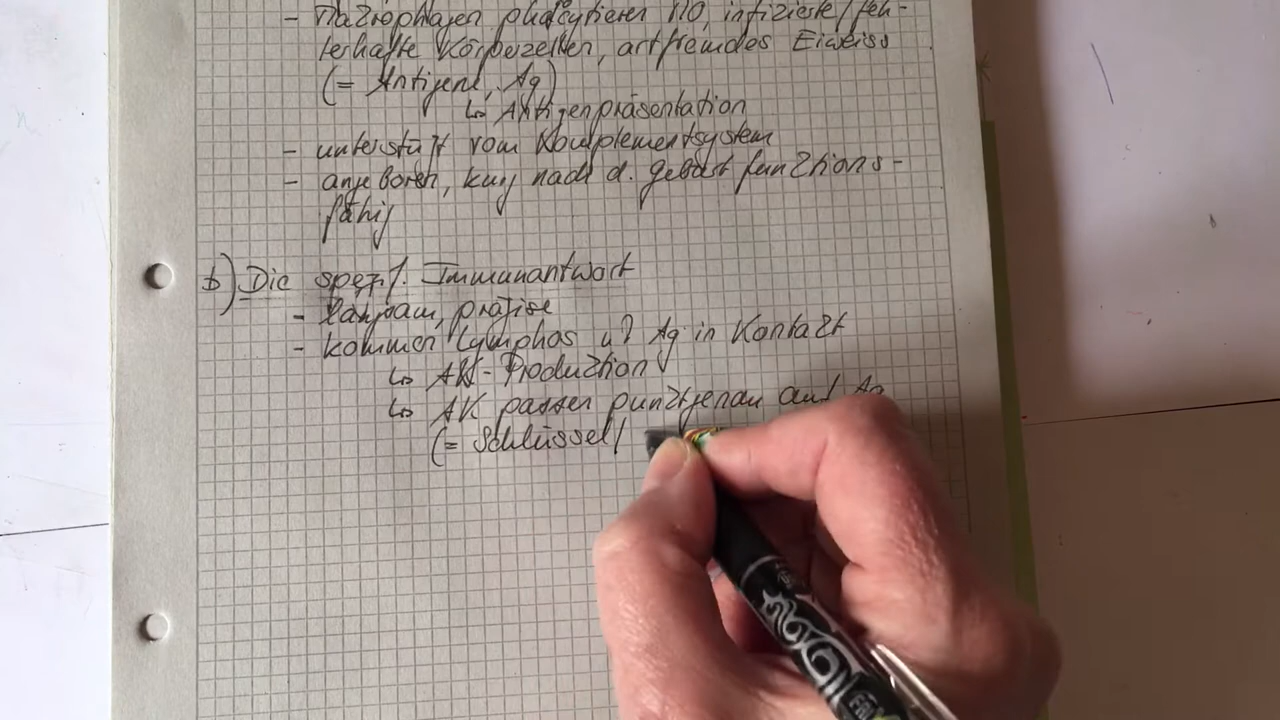 - Makrophagen phagozytieren MO, infizierte/feh-
lerhafte Körperzellen, artfremdes Eiweiss
(= Antigene, Ag)
↳ Antigenpräsentation
- unterstützt vom Komplementsystem
- angeboren, kurz nach d. Geburt funktions-
fähig
b) Die spezif. Immunantwort
- langsam, präzise
- kommen Lymphos u? Ag in Kontakt
↳ AK-Produktion
↳ AK passen punktgenau auf Ag
(= Schlüssel/